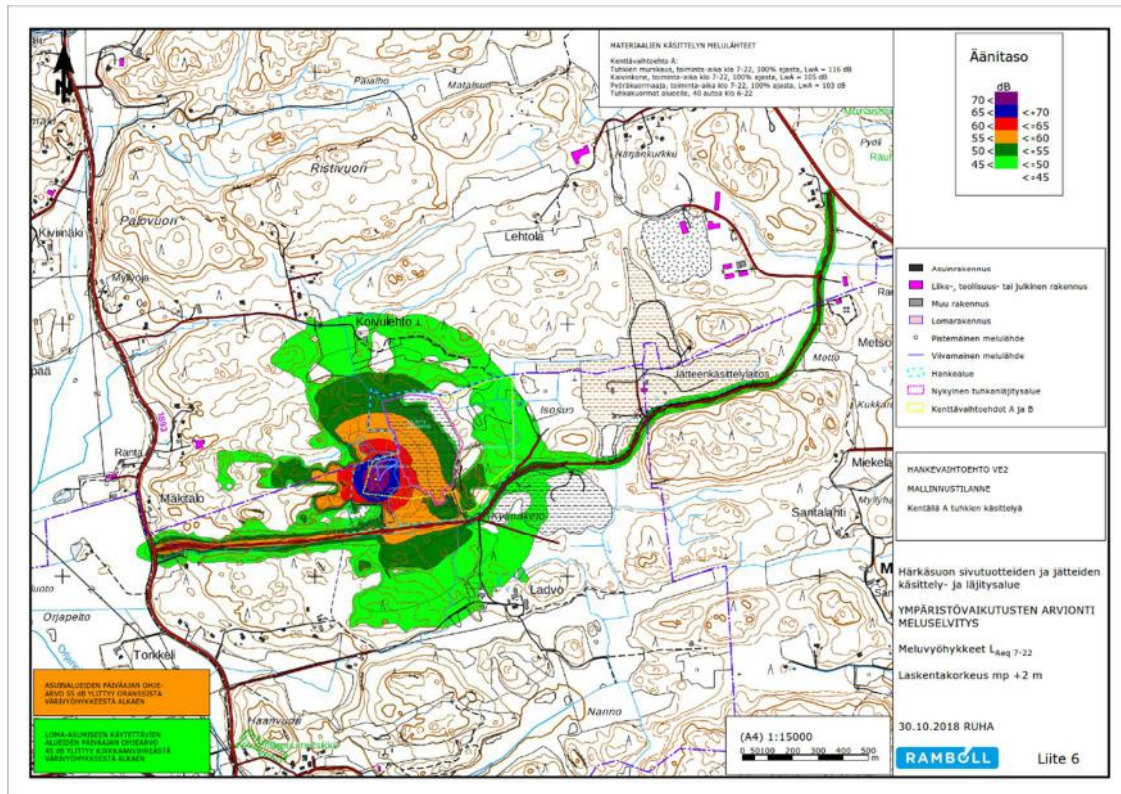 MATERIAALIEN KÄSITTELYN MELULÄHTEET
Kenttävaihtoehto A:
Tuhkien murskaus, toiminta-aika klo 7-22, 100% ajasta, LwA = 116 dB
Kaivinkone, toiminta-aika klo 7-22, 100% ajasta, LwA = 105 dB
Pyöräkuormaaja, toiminta-aika klo 7-22, 100% ajasta, LwA = 103 dB
Tuhkakuormat alueelle, 40 autoa klo 6-22
Äänitaso
dB
70 <
65 < <=70
60 < <=65
55 < <=60
50 < <=55
45 < <=50
<=45
Paialho
Matalsuo
Ristivuori
Palovuori
Kivimäki
Myllyoja
Lehtola
Härjänkurkku
Pyöli
Koivulehto
Metso
Motto
Jätteenkäsittelylaitos
Isosuo
1893
Ranta
Mäkitalo
Miekela
Santalahti
Ladvo
Orjapelto
Torkkeli
Haanvuori
Nanno
Asuinrakennus
Liike-, teollisuus- tai julkinen rakennus
Muu rakennus
Lomarakennus
Pistemäinen melulähde
Viivamainen melulähde
Hankealue
Nykyinen tuhkanläjitysalue
Kenttävaihtoehdot A ja B
HANKEVAIHTOEHTO VE2
MALLINNUSTILANNE
Kentällä A tuhkien käsittelyä
Härkäsuon sivutuotteiden ja jätteiden
käsittely- ja läjitysalue
YMPÄRISTÖVAIKUTUSTEN ARVIONTI
MELUSELVITYS
Meluvyöhykkeet LAeq 7-22
Laskentakorkeus mp +2 m
30.10.2018 RUHA
RAMBOLL
Liite 6
ASUINALUEIDEN PÄIVÄAJAN OHJE-
ARVO 55 dB YLITTYY ORANSSISTA
VÄRIVYÖHYKKEESTÄ ALKAEN
LOMA-ASUMISEEN KÄYTETTÄVIEN
ALUEIDEN PÄIVÄAJAN OHJEARVO
45 dB YLITTYY KIRKKAANVIHREÄSTÄ
VÄRIVYÖHYKKEESTÄ ALKAEN
(A4) 1:15000
0 50100 200 300 400 500
m